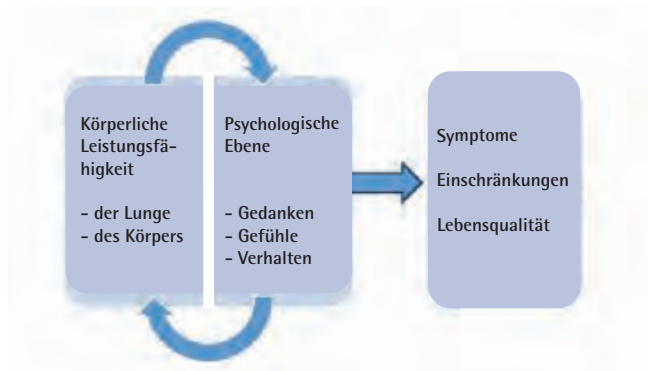 Körperliche
Leistungsfä-
higkeit
- der Lunge
- des Körpers
Psychologische
Ebene
- Gedanken
- Gefühle
- Verhalten
Symptome
Einschränkungen
Lebensqualität